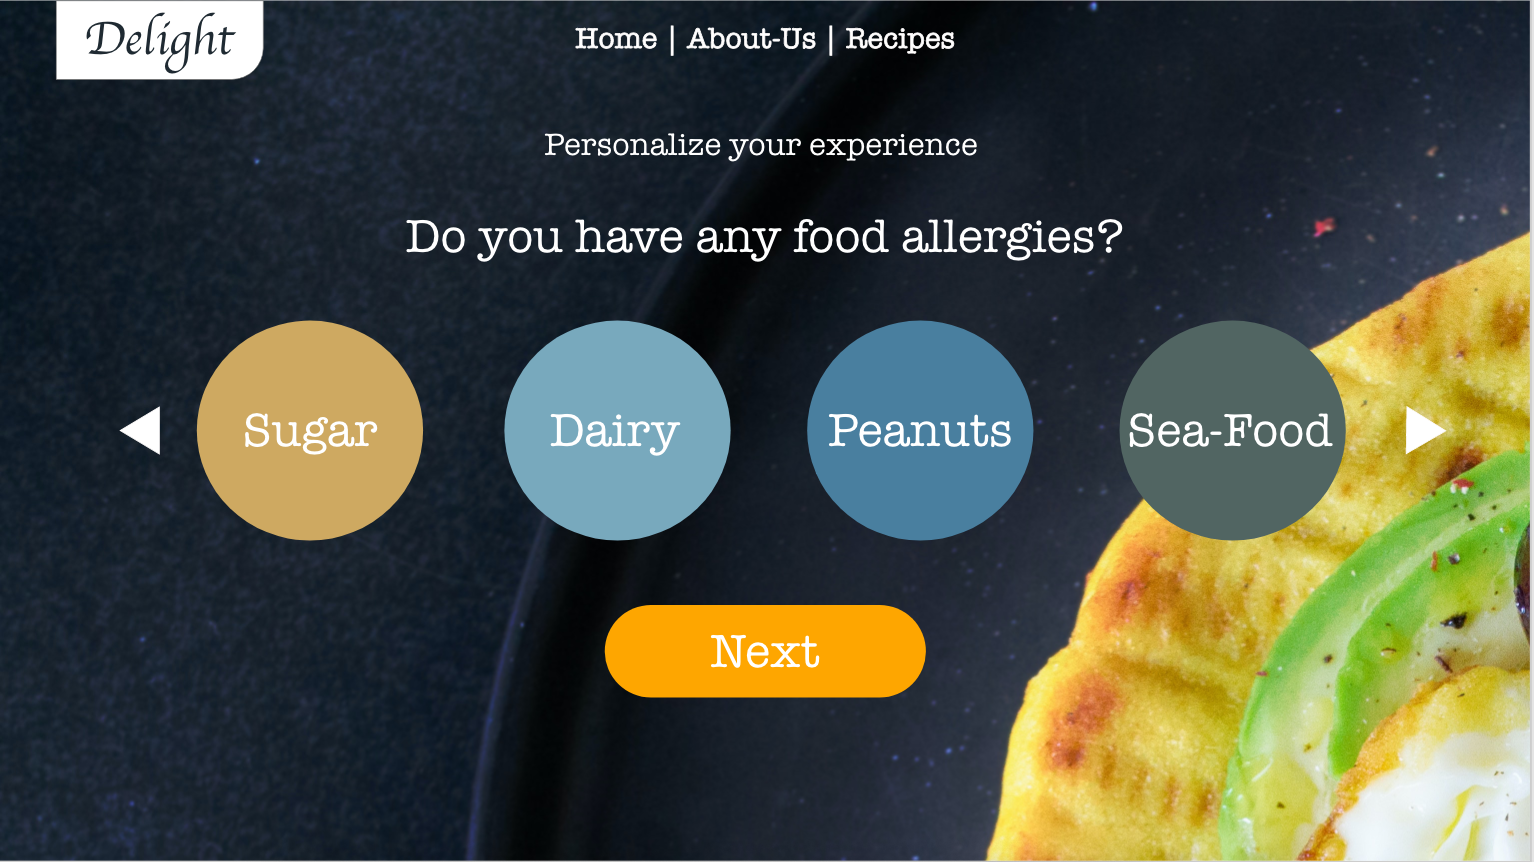 Delight
Home | About-Us | Recipes
Personalize your experience
Do you have any food allergies?
Sugar
Dairy
Peanuts
Sea-Food
Next